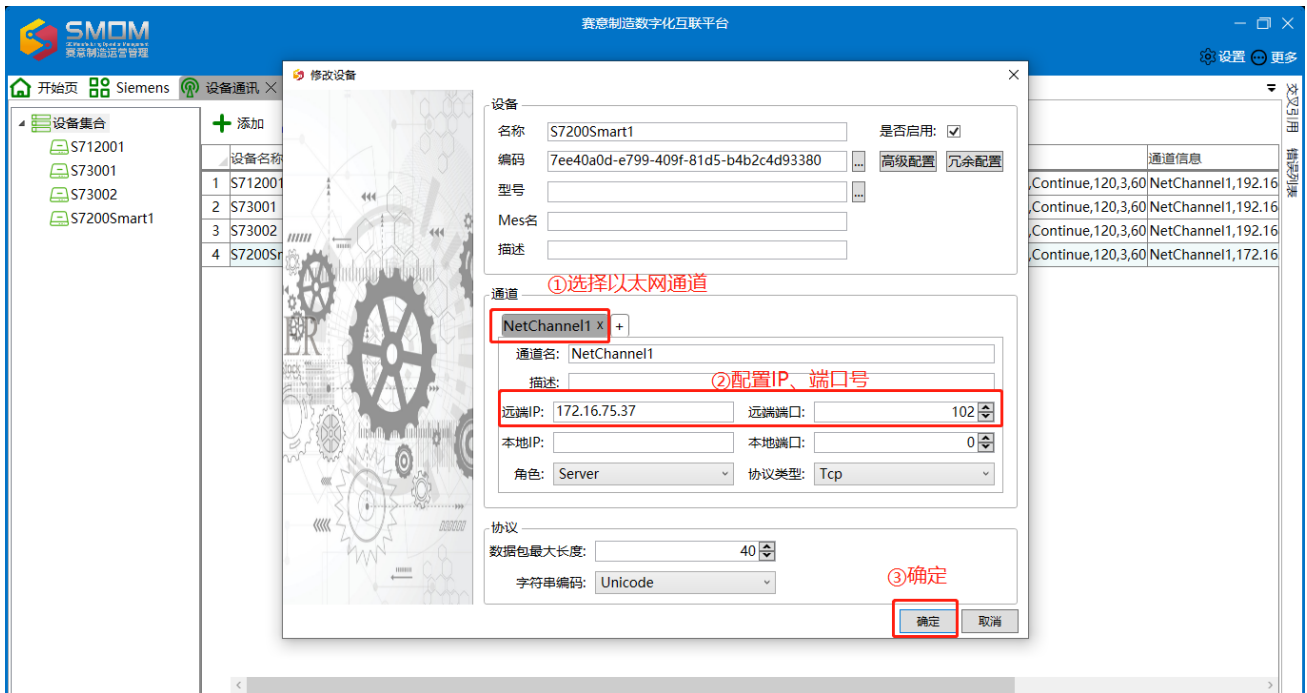 SMOM
赛意制造运营管理
赛意制造数字化互联平台
设置 更多
开始页 Siemens 设备通讯
交叉引用 错误列表
设备集合
S712001
S73001
S73002
S7200Smart1
添加
设备名称 通讯信息
1 S712001 ,Continue,120,3,60 NetChannel1,192.16
2 S73001 ,Continue,120,3,60 NetChannel1,192.16
3 S73002 ,Continue,120,3,60 NetChannel1,192.16
4 S7200Sr ,Continue,120,3,60 NetChannel1,172.16
修改设备
设备
名称 S7200Smart1 是否启用:
编码 7ee40a0d-e799-409f-81d5-b4b2c4d93380 ... 高级配置 冗余配置
型号 ...
Mes名
描述
①选择以太网通道
通道
NetChannel1 x +
通道名: NetChannel1
描述: ②配置IP、端口号
远端IP: 172.16.75.37 远端端口: 102
本地IP: 本地端口: 0
角色: Server 协议类型: Tcp
协议
数据包最大长度: 40
字符串编码: Unicode
③确定
确定 取消